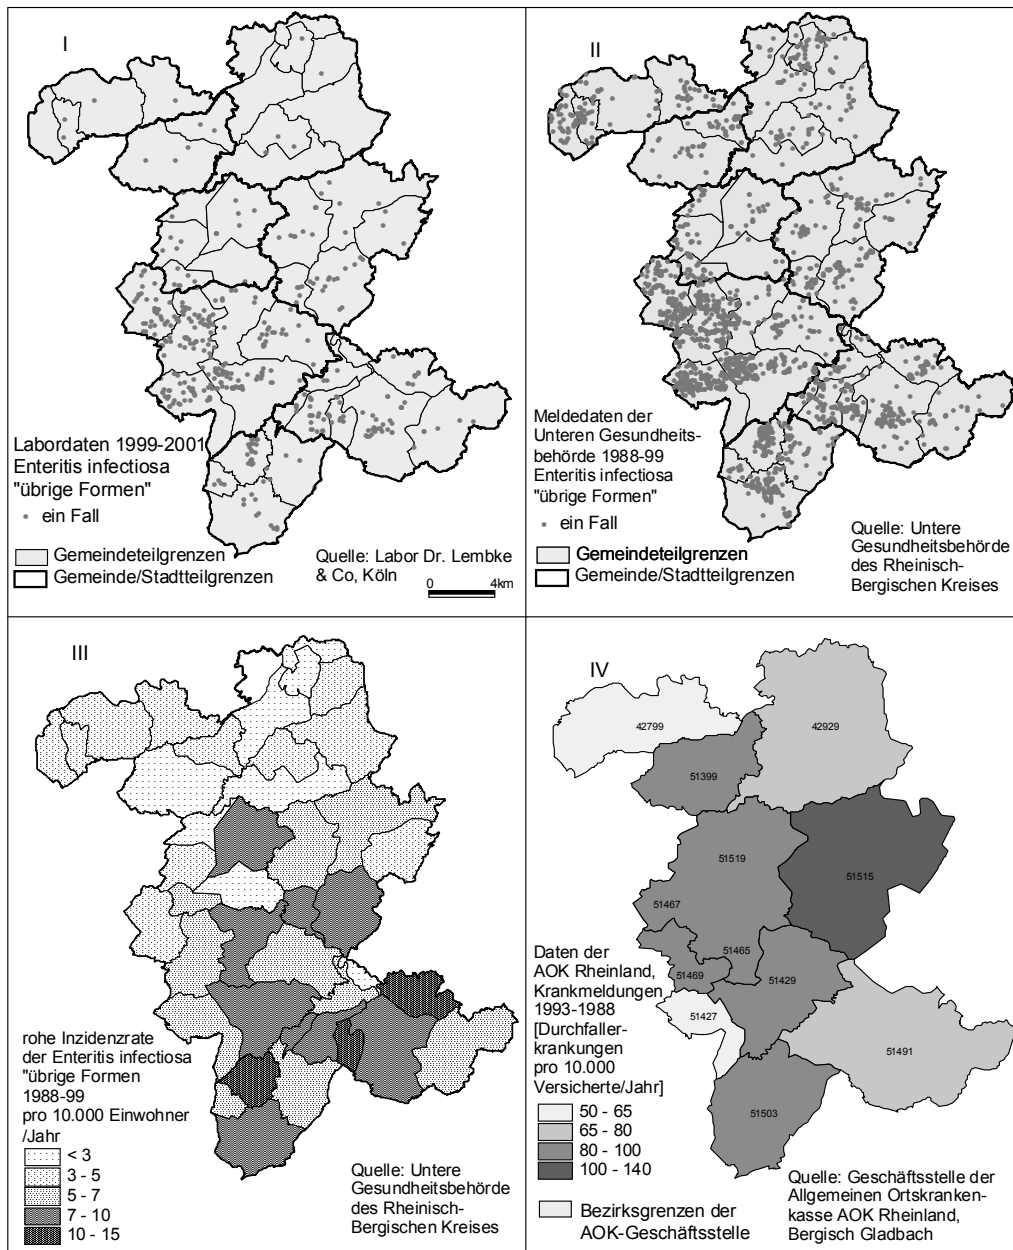 I
Labordaten 1999-2001
Enteritis infectiosa
"übrige Formen"
ein Fall
Gemeindeteilgrenzen
Gemeinde/Stadtteilgrenzen
Quelle: Labor Dr. Lembke
& Co, Köln
0 4km
II
Meldedaten der
Unteren Gesundheits-
behörde 1988-99
Enteritis infectiosa
"übrige Formen"
ein Fall
Gemeindeteilgrenzen
Gemeinde/Stadtteilgrenzen
Quelle: Untere
Gesundheitsbehörde
des Rheinisch-
Bergischen Kreises
III
rohe Inzidenzrate
der Enteritis infectiosa
"übrige Formen
1988-99
pro 10.000 Einwohner
/Jahr
< 3
3 - 5
5 - 7
7 - 10
10 - 15
Quelle: Untere
Gesundheitsbehörde
des Rheinisch-
Bergischen Kreises
IV
42799
42929
51399
51519
51515
51467
51465
51469
51429
51427
51491
51503
Daten der
AOK Rheinland,
Krankmeldungen
1993-1988
[Durchfaller-
krankungen
pro 10.000
Versicherte/Jahr]
50 - 65
65 - 80
80 - 100
100 - 140
Bezirksgrenzen der
AOK-Geschäftsstelle
Quelle: Geschäftsstelle der
Allgemeinen Ortskranken-
kasse AOK Rheinland,
Bergisch Gladbach